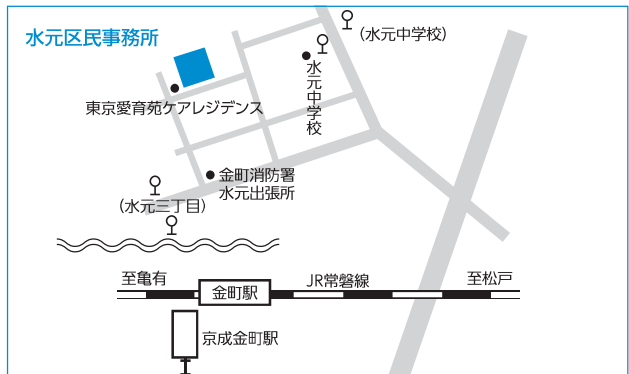 水元区民事務所
(水元中学校)
水元中学校
東京愛育苑ケアレジデンス
金町消防署
水元出張所
(水元三丁目)
至亀有
金町駅
JR常磐線
至松戸
京成金町駅